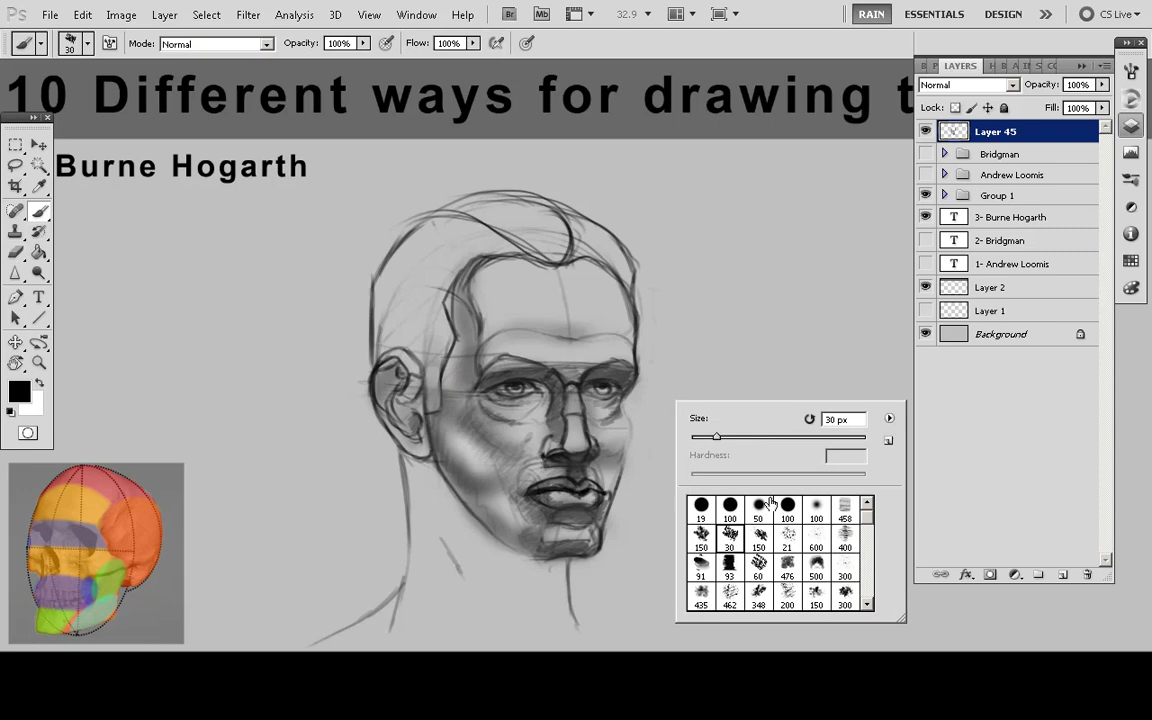 Ps File Edit Image Layer Select Filter Analysis 3D View Window Help Br Mb 32.9 RAIN ESSENTIALS DESIGN CS Live
30 Mode: Normal Opacity: 100% Flow: 100%
LAYERS
10 Different ways for drawing t
Normal Opacity: 100%
Lock: Fill: 100%
Layer 45
Bridgman
Andrew Loomis
Group 1
T 3- Burne Hogarth
T 2- Bridgman
T 1- Andrew Loomis
Layer 2
Layer 1
Background
Burne Hogarth
Size: 30 px
Hardness:
19 100 50 100 100 458
150 30 150 21 600 400
91 93 60 476 500 300
435 462 348 200 150 300